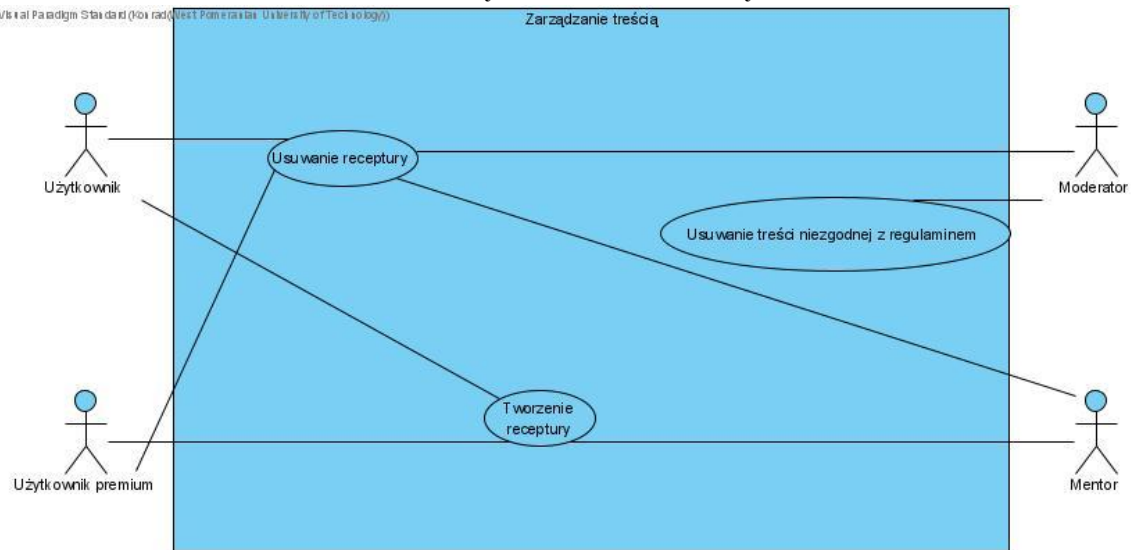 Visual Paradigm Standard(Konrad(West Pomeranian University of Technology))
Zarządzanie treścią
Użytkownik
Usuwanie receptury
Moderator
Usuwanie treści niezgodnej z regulaminem
Tworzenie
receptury
Użytkownik premium
Mentor